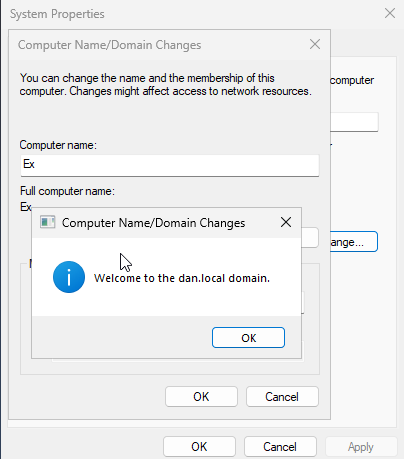 System Properties
Computer Name/Domain Changes
You can change the name and the membership of this
computer. Changes might affect access to network resources.
computer
Computer name:
Ex
Full computer name:
Ex
Computer Name/Domain Changes
ange...
Welcome to the dan.local domain.
OK
OK
Cancel
OK
Cancel
Apply